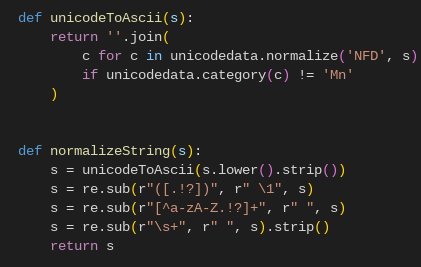 def unicodeToAscii(s):
    return ''.join(
        c for c in unicodedata.normalize('NFD', s)
        if unicodedata.category(c) != 'Mn'
    )
def normalizeString(s):
    s = unicodeToAscii(s.lower().strip())
    s = re.sub(r"([.!?])", r" \1", s)
    s = re.sub(r"[^a-zA-Z.!?]+", r" ", s)
    s = re.sub(r"\s+", r" ", s).strip()
    return s